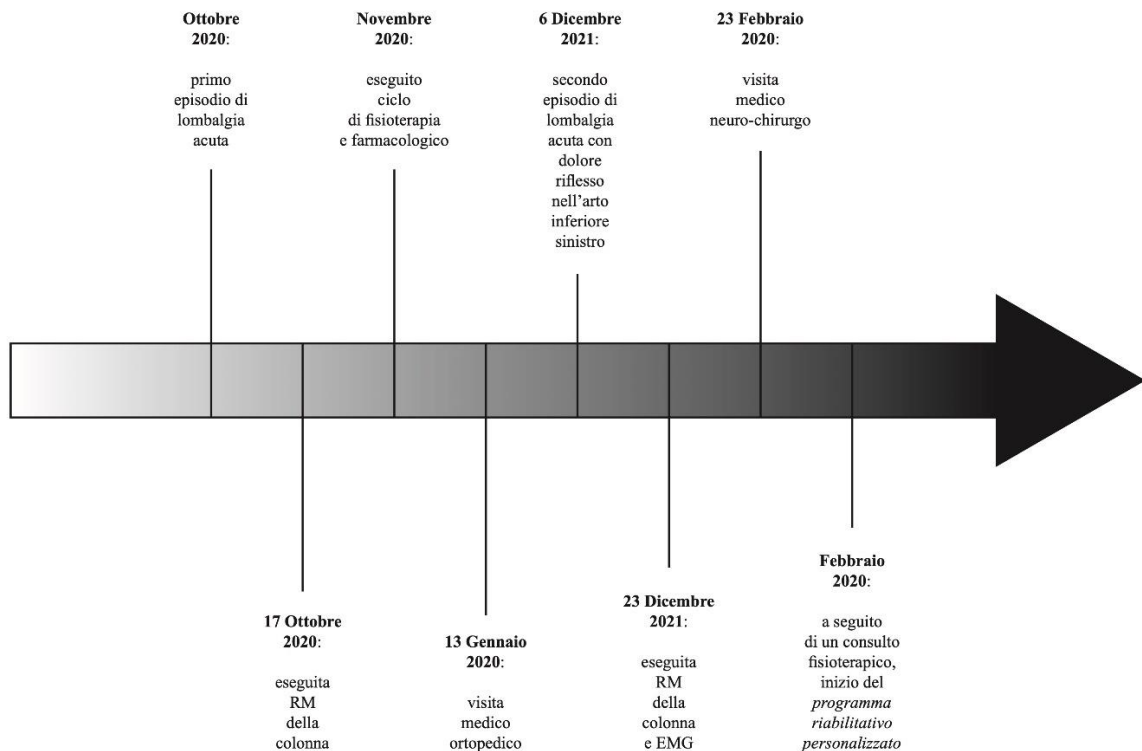 Ottobre
2020:
primo
episodio di
lombalgia
acuta
Novembre
2020:
eseguito
ciclo
di fisioterapia
e farmacologico
6 Dicembre
2021:
secondo
episodio di
lombalgia
acuta con
dolore
riflesso
nell'arto
inferiore
sinistro
23 Febbraio
2020:
visita
medico
neuro-chirurgo
17 Ottobre
2020:
eseguita
RM
della
colonna
13 Gennaio
2020:
visita
medico
ortopedico
23 Dicembre
2021:
eseguita
RM
della
colonna
e EMG
Febbraio
2020:
a seguito
di un consulto
fisioterapico,
inizio del
programma
riabilitativo
personalizzato